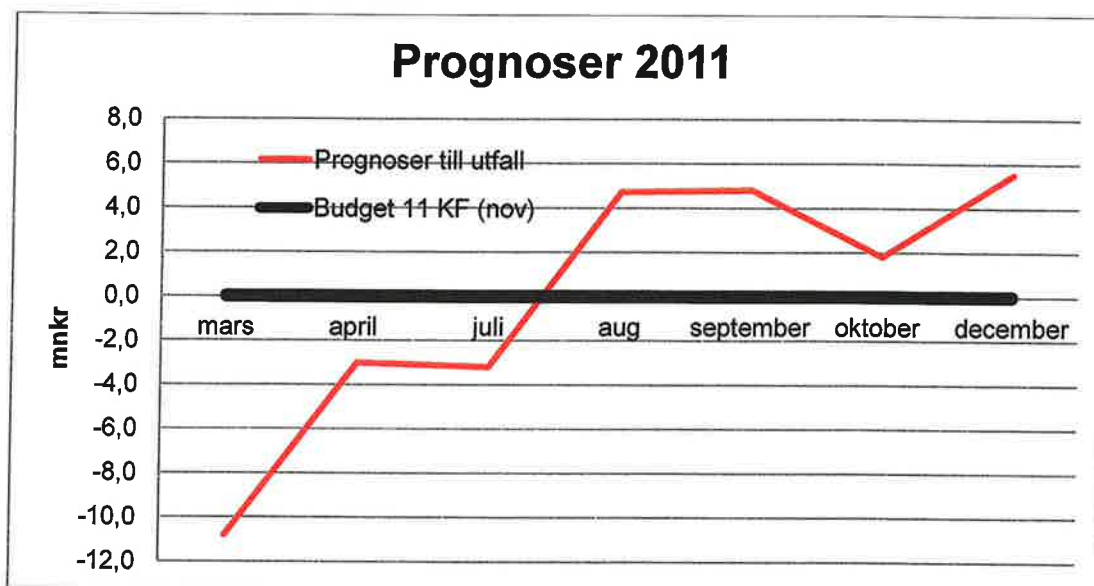 Prognoser 2011
8,0
6,0
4,0
2,0
0,0
-2,0
-4,0
-6,0
-8,0
-10,0
-12,0
mnkr
Prognoser till utfall
Budget 11 KF (nov)
mars april juli aug september oktober december